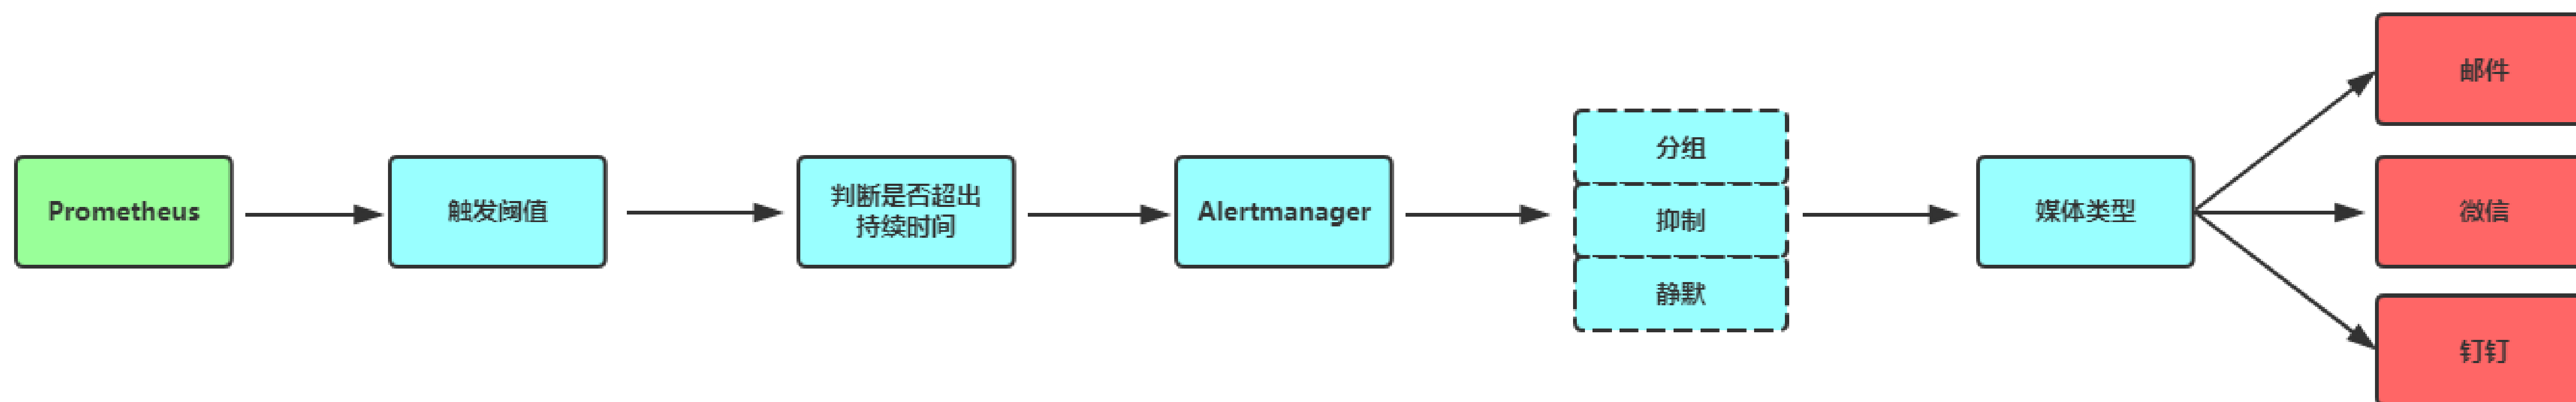 Prometheus
触发阈值
判断是否超出
持续时间
Alertmanager
分组
抑制
静默
媒体类型
邮件
微信
钉钉